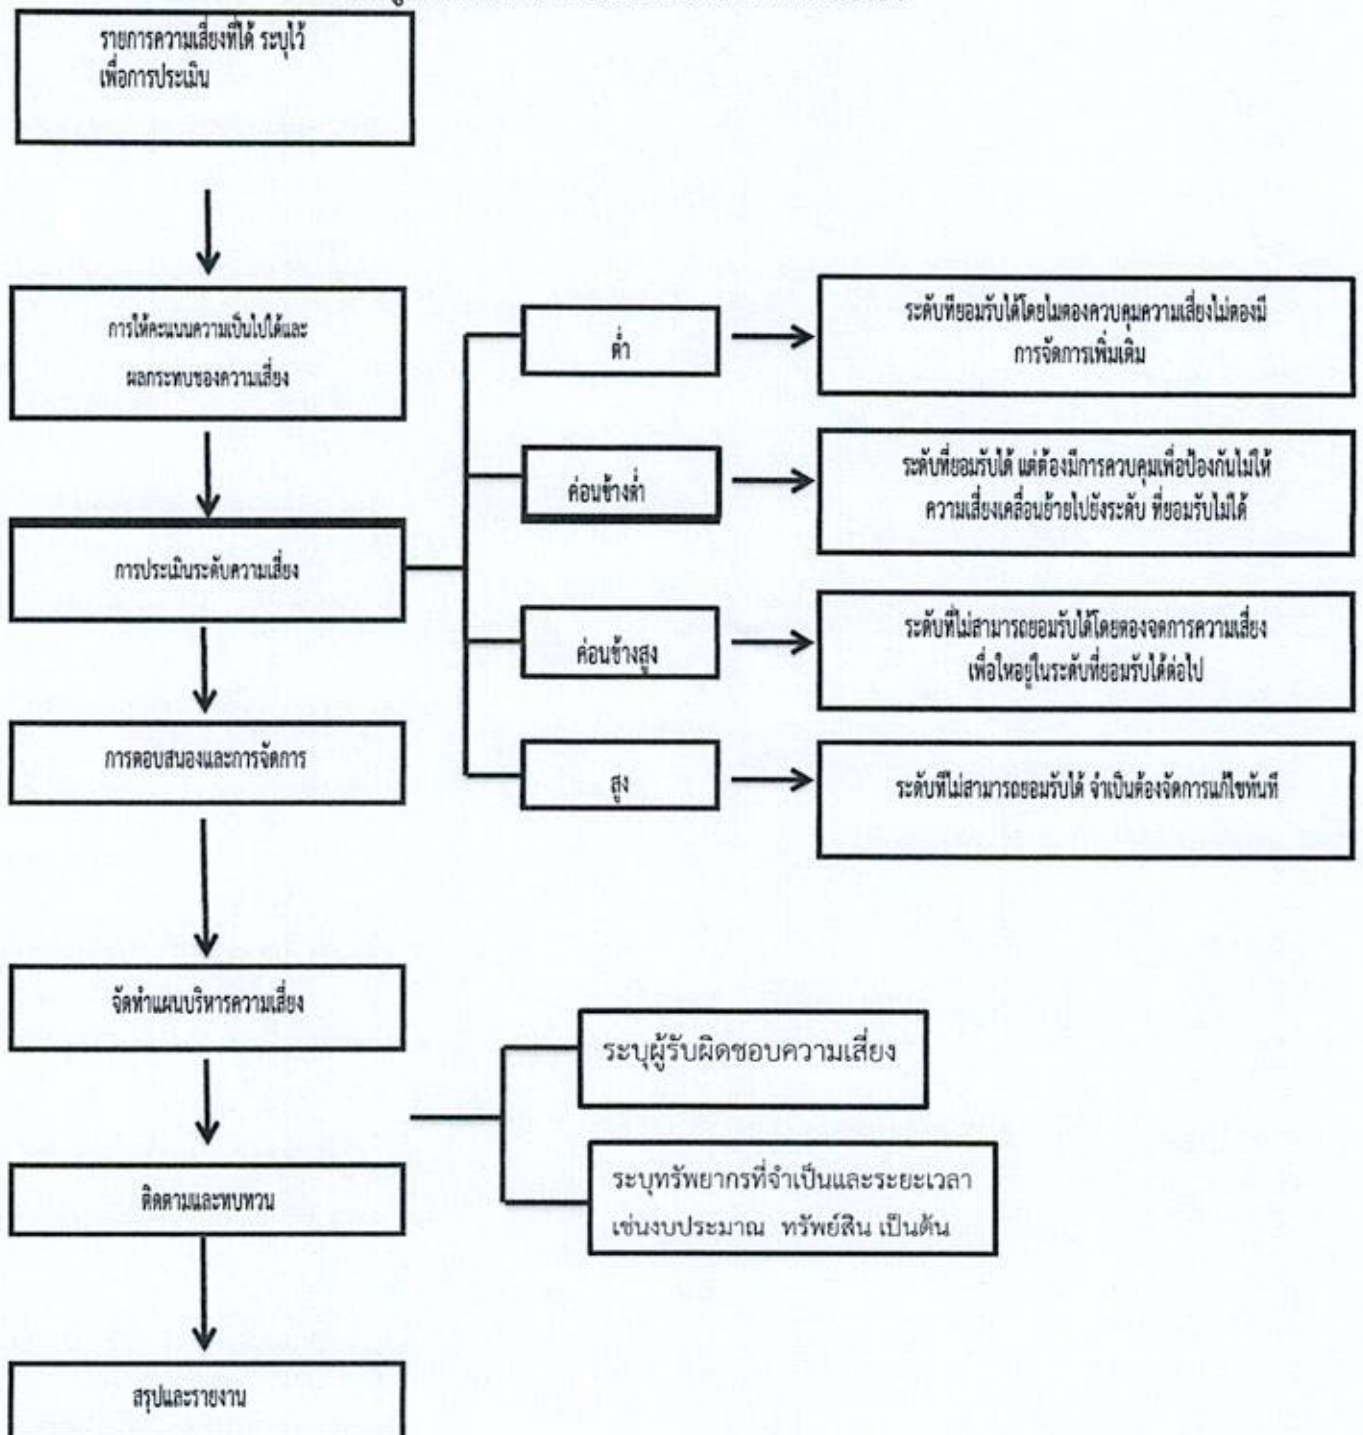 รายการความเสี่ยงที่ได้ ระบุไว้
เพื่อการประเมิน
การให้คะแนนความเป็นไปได้และ
ผลกระทบของความเสี่ยง
การประเมินระดับความเสี่ยง
ต่ำ
ระดับที่ยอมรับได้โดยไมตองควบคุมความเสี่ยงไม่ตองมี
การจัดการเพิ่มเติม
ค่อนข้างต่ำ
ระดับที่ยอมรับได้ แต่ต้องมีการควบคุมเพื่อป้องกันไม่ให้
ความเสี่ยงเคลื่อนย้ายไปยังระดับ ที่ยอมรับไม่ได้
ค่อนข้างสูง
ระดับที่ไม่สามารถยอมรับได้โดยตองจดการความเสี่ยง
เพื่อใหอยู่ในระดับที่ยอมรับได้ต่อไป
การตอบสนองและการจัดการ
สูง
ระดับที่ไม่สามารถยอมรับได้ จำเป็นต้องจัดการแก้ไขทันที
จัดทำแผนบริหารความเสี่ยง
ระบุผู้รับผิดชอบความเสี่ยง
ติดตามและทบทวน
ระบุทรัพยากรที่จำเป็นและระยะเวลา
เช่นงบประมาณ ทรัพย์สิน เป็นต้น
สรุปและรายงาน